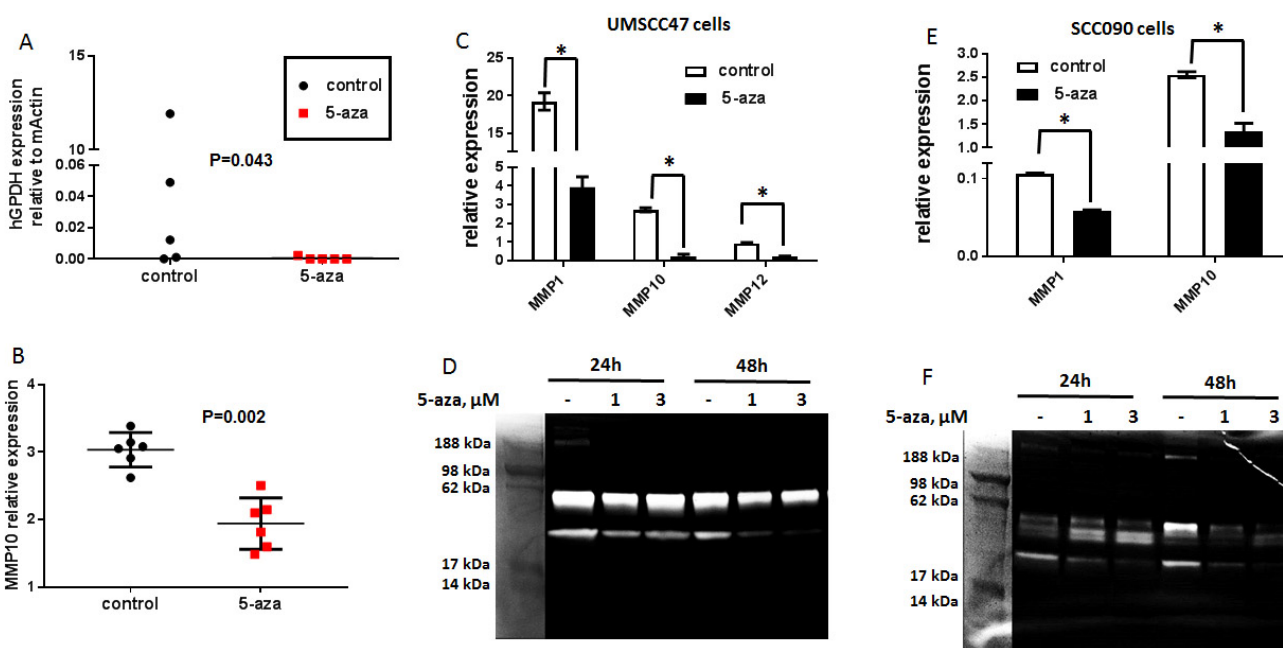 A
hGPDH expression
relative to mActin
15
10
0.06
0.04
0.02
0.00
control
5-aza
P=0.043
control
5-aza
B
MMP10 relative expression
4
3
2
1
P=0.002
control
5-aza
UMSCC47 cells
C
relative expression
25
20
15
5
4
3
2
1
0
control
5-aza
*
*
*
MMP1
MMP10
MMP12
D
24h
48h
5-aza, µM
-
1
3
-
1
3
188 kDa
98 kDa
62 kDa
17 kDa
14 kDa
SCC090 cells
E
relative expression
3.0
2.5
2.0
1.5
1.0
0.1
0.0
control
5-aza
*
*
MMP1
MMP10
F
24h
48h
5-aza, µM
-
1
3
-
1
3
188 kDa
98 kDa
62 kDa
17 kDa
14 kDa